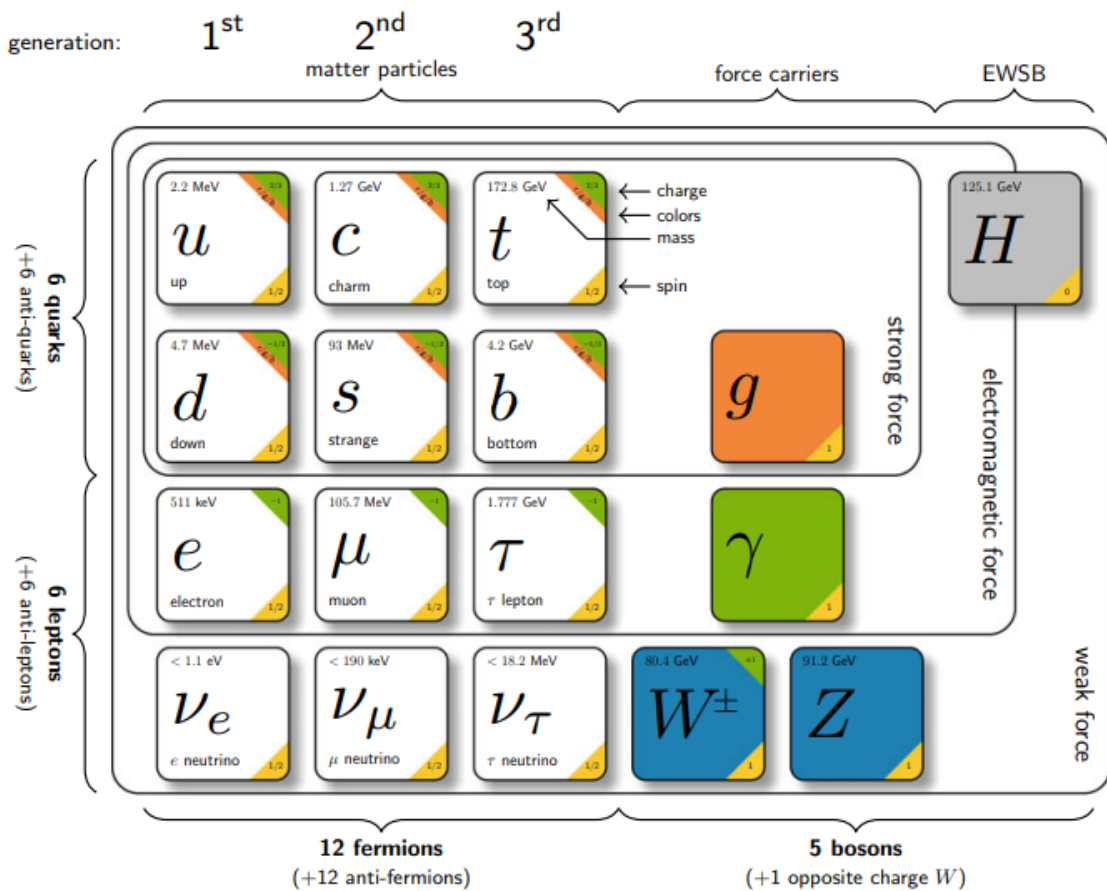 generation: 1st 2nd 3rd
matter particles force carriers EWSB
2.2 MeV 2/3 r/g/b
u
up 1/2
1.27 GeV 2/3 r/g/b
c
charm 1/2
172.8 GeV 2/3 r/g/b
t
top 1/2
charge
colors
mass
spin
125.1 GeV
H
0
4.7 MeV −1/3 r/g/b
d
down 1/2
93 MeV −1/3 r/g/b
s
strange 1/2
4.2 GeV −1/3 r/g/b
b
bottom 1/2
g
1
strong force
511 keV −1
e
electron 1/2
105.7 MeV −1
μ
muon 1/2
1.777 GeV −1
τ
τ lepton 1/2
γ
1
electromagnetic force
< 1.1 eV
νe
e neutrino 1/2
< 190 keV
νμ
μ neutrino 1/2
< 18.2 MeV
ντ
τ neutrino 1/2
80.4 GeV ±1
W±
1
91.2 GeV
Z
1
weak force
6 quarks
(+6 anti-quarks)
6 leptons
(+6 anti-leptons)
12 fermions
(+12 anti-fermions)
5 bosons
(+1 opposite charge W)